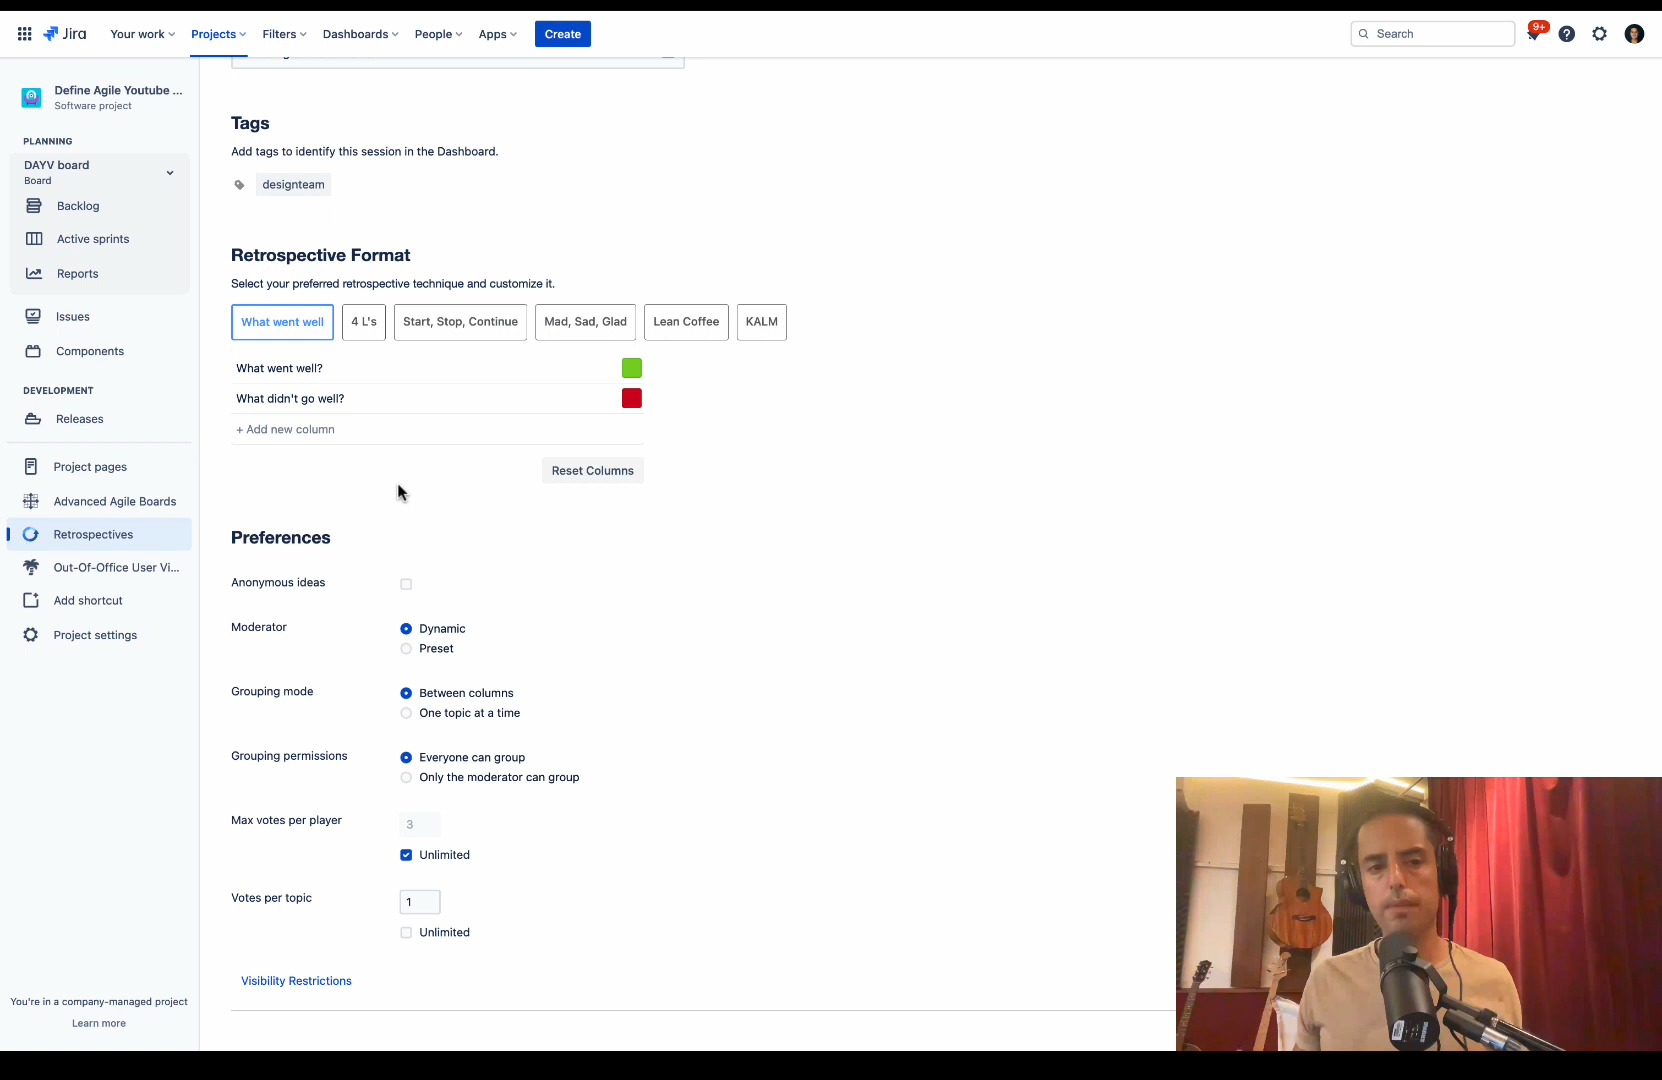 Jira
Your work
Projects
Filters
Dashboards
People
Apps
Create
Search
9+
Define Agile Youtube ...
Software project
PLANNING
DAYV board
Board
Backlog
Active sprints
Reports
Issues
Components
DEVELOPMENT
Releases
Project pages
Advanced Agile Boards
Retrospectives
Out-Of-Office User Vi...
Add shortcut
Project settings
You're in a company-managed project
Learn more
Tags
Add tags to identify this session in the Dashboard.
designteam
Retrospective Format
Select your preferred retrospective technique and customize it.
What went well
4 L's
Start, Stop, Continue
Mad, Sad, Glad
Lean Coffee
KALM
What went well?
What didn't go well?
+ Add new column
Reset Columns
Preferences
Anonymous ideas
Moderator
Dynamic
Preset
Grouping mode
Between columns
One topic at a time
Grouping permissions
Everyone can group
Only the moderator can group
Max votes per player
3
Unlimited
Votes per topic
1
Unlimited
Visibility Restrictions